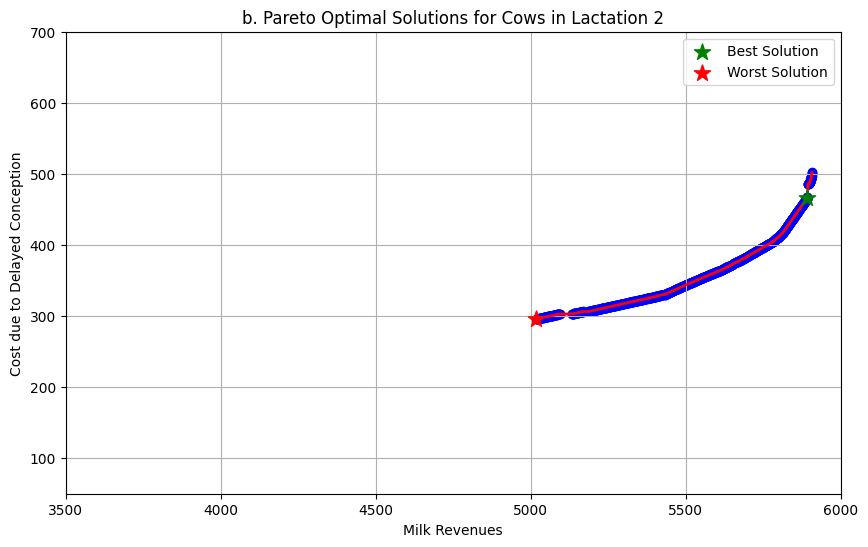 b. Pareto Optimal Solutions for Cows in Lactation 2
700
600
500
400
300
200
100
Cost due to Delayed Conception
Best Solution
Worst Solution
3500
4000
4500
5000
5500
6000
Milk Revenues